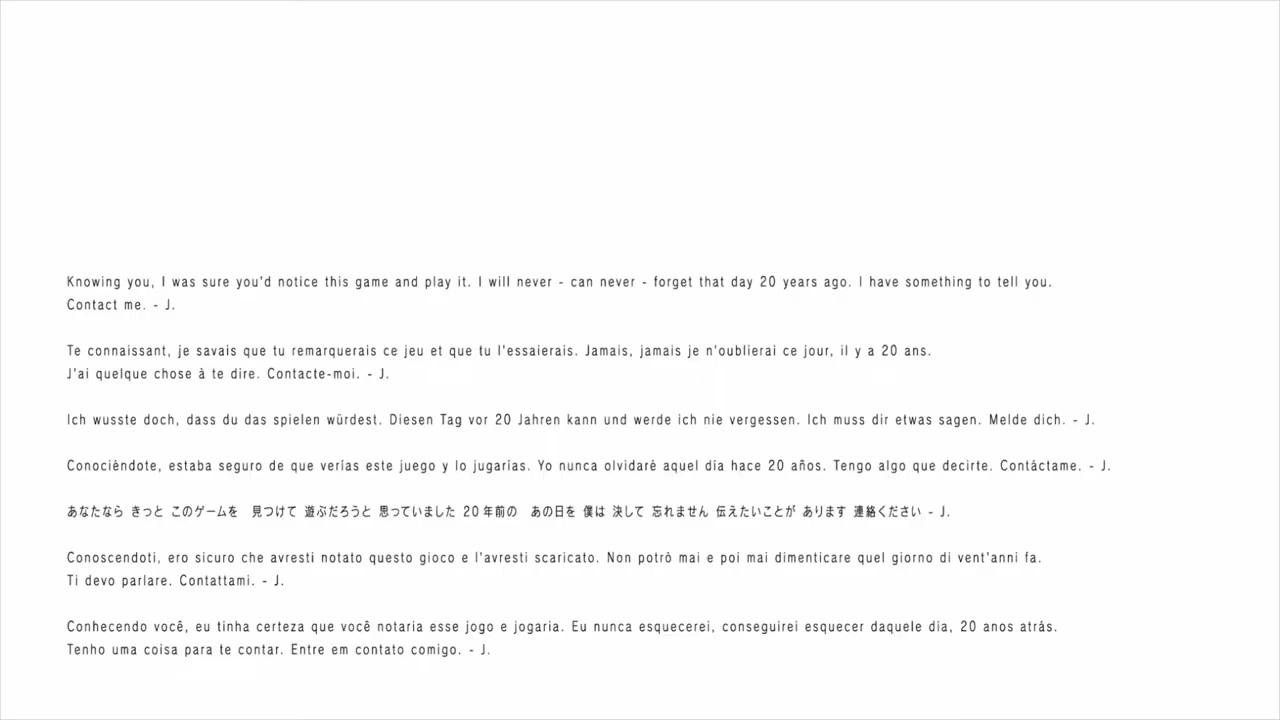 Knowing you, I was sure you'd notice this game and play it. I will never - can never - forget that day 20 years ago. I have something to tell you.
Contact me. - J.
Te connaissant, je savais que tu remarquerais ce jeu et que tu l'essaierais. Jamais, jamais je n'oublierai ce jour, il y a 20 ans.
J'ai quelque chose à te dire. Contacte-moi. - J.
Ich wusste doch, dass du das spielen würdest. Diesen Tag vor 20 Jahren kann und werde ich nie vergessen. Ich muss dir etwas sagen. Melde dich. - J.
Conociéndote, estaba seguro de que verías este juego y lo jugarías. Yo nunca olvidaré aquel día hace 20 años. Tengo algo que decirte. Contáctame. - J.
あなたなら きっと このゲームを　見つけて 遊ぶだろうと 思っていました 20年前の　あの日を 僕は 決して 忘れません 伝えたいことが あります 連絡ください - J.
Conoscendoti, ero sicuro che avresti notato questo gioco e l'avresti scaricato. Non potrò mai e poi mai dimenticare quel giorno di vent'anni fa.
Ti devo parlare. Contattami. - J.
Conhecendo você, eu tinha certeza que você notaria esse jogo e jogaria. Eu nunca esquecerei, conseguirei esquecer daquele dia, 20 anos atrás.
Tenho uma coisa para te contar. Entre em contato comigo. - J.